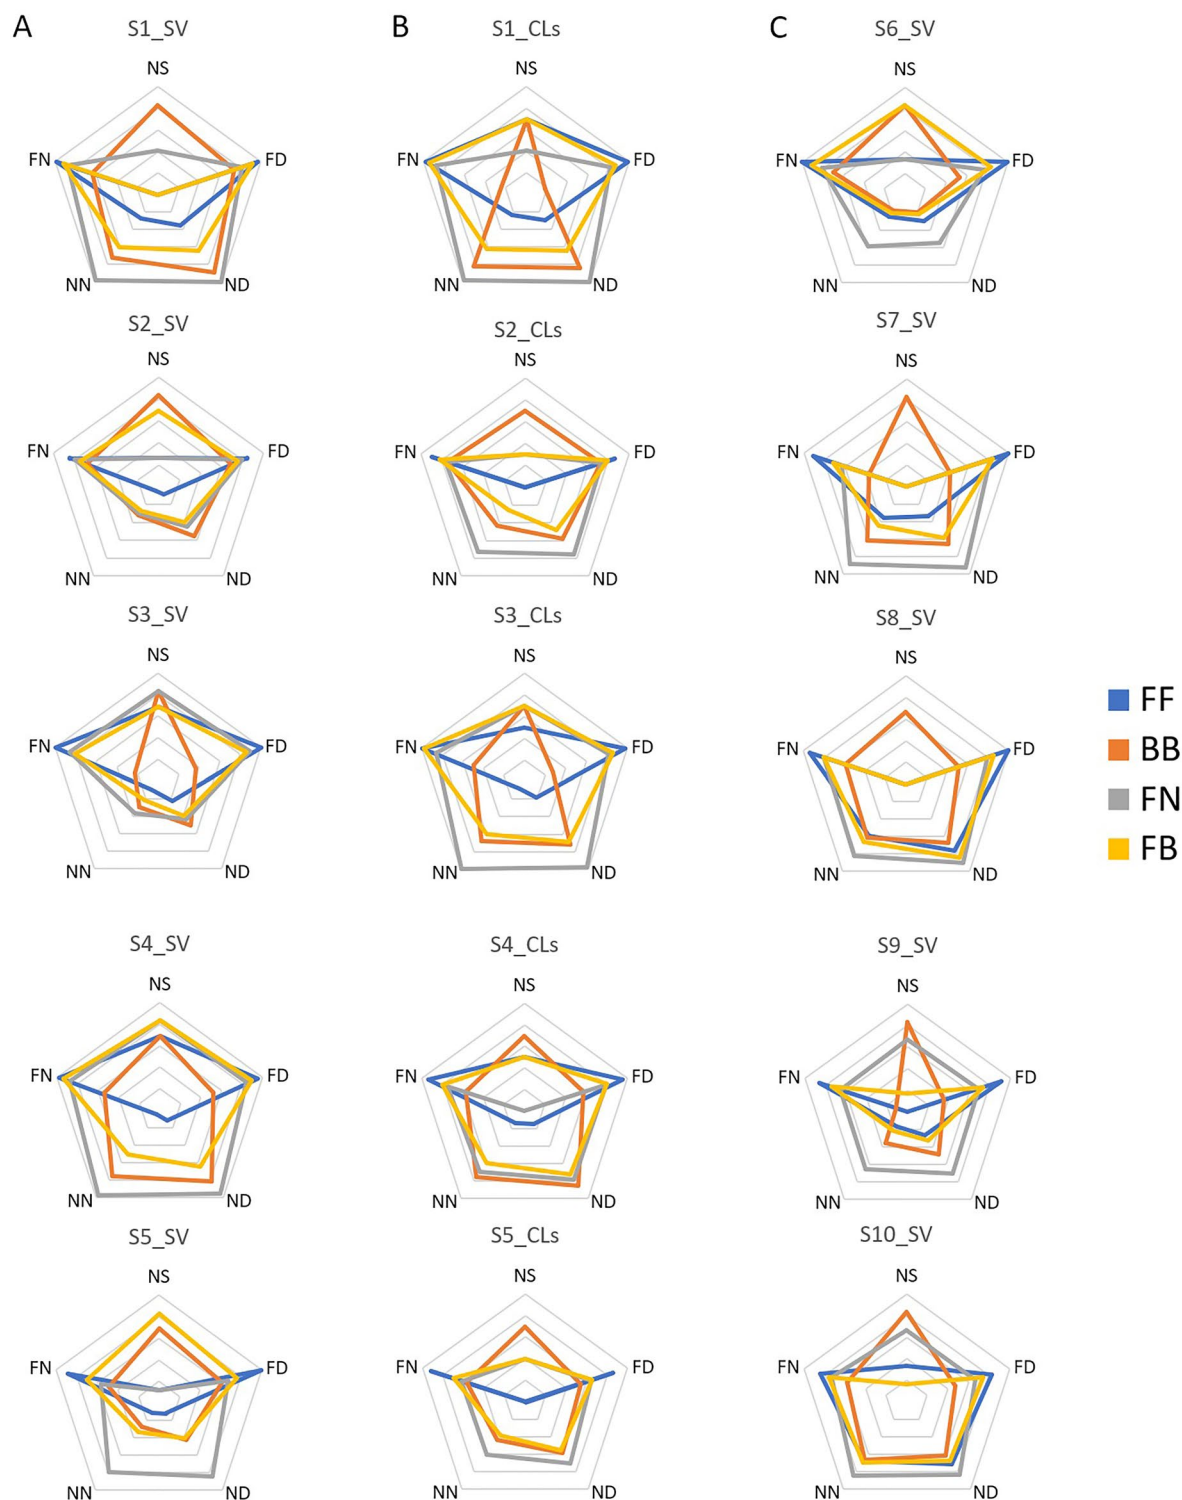 A
B
C
S1_SV
S1_CLs
S6_SV
NS
NS
NS
FN
FD
FN
FD
FN
FD
NN
ND
NN
ND
NN
ND
S2_SV
S2_CLs
S7_SV
NS
NS
NS
FN
FD
FN
FD
FN
FD
NN
ND
NN
ND
NN
ND
S3_SV
S3_CLs
S8_SV
NS
NS
NS
FN
FD
FN
FD
FN
FD
NN
ND
NN
ND
NN
ND
FF
BB
FN
FB
S4_SV
S4_CLs
S9_SV
NS
NS
NS
FN
FD
FN
FD
FN
FD
NN
ND
NN
ND
NN
ND
S5_SV
S5_CLs
S10_SV
NS
NS
NS
FN
FD
FN
FD
FN
FD
NN
ND
NN
ND
NN
ND